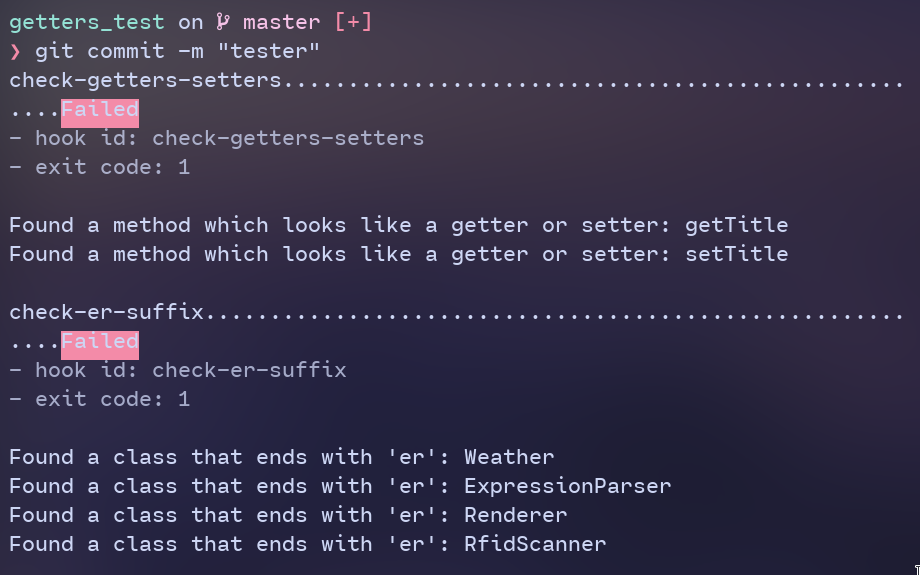 getters_test on master [+]
❯ git commit -m "tester"
check-getters-setters................................................
....Failed
- hook id: check-getters-setters
- exit code: 1
Found a method which looks like a getter or setter: getTitle
Found a method which looks like a getter or setter: setTitle
check-er-suffix......................................................
....Failed
- hook id: check-er-suffix
- exit code: 1
Found a class that ends with 'er': Weather
Found a class that ends with 'er': ExpressionParser
Found a class that ends with 'er': Renderer
Found a class that ends with 'er': RfidScanner